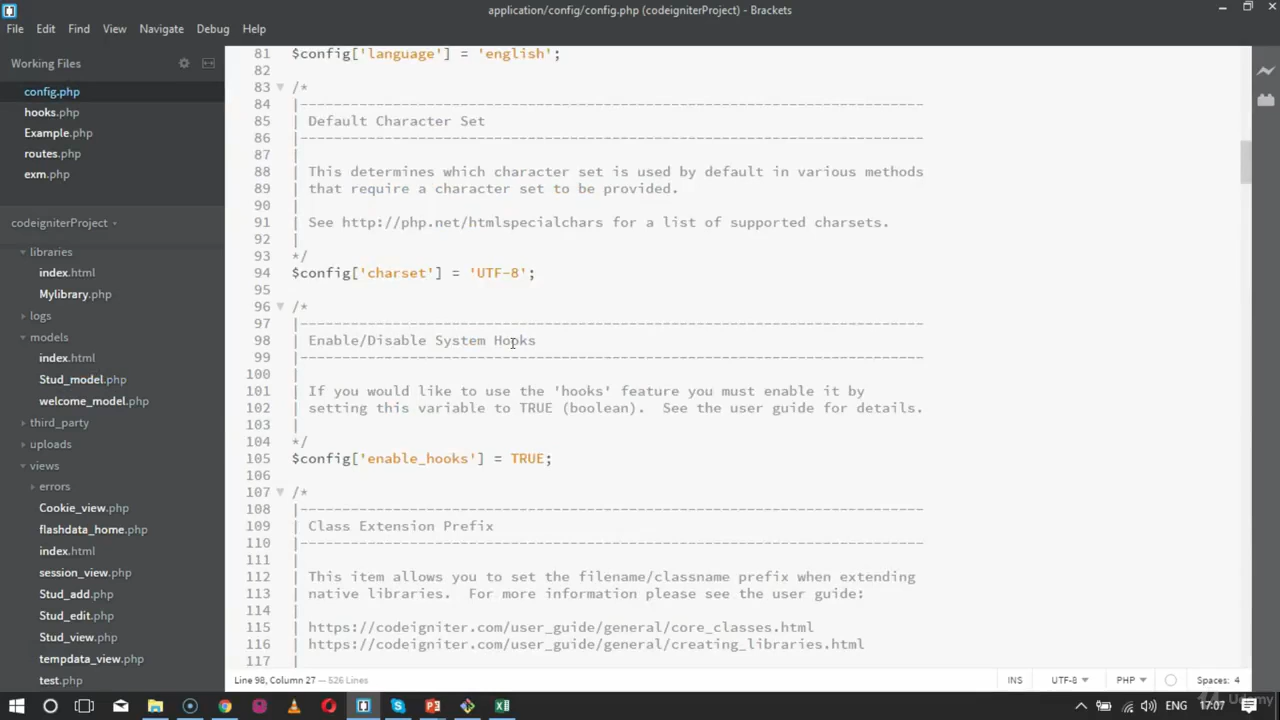 application/config/config.php (codeigniterProject) - Brackets
File Edit Find View Navigate Debug Help
Working Files
config.php
hooks.php
Example.php
routes.php
exm.php
codeigniterProject
libraries
index.html
Mylibrary.php
logs
models
index.html
Stud_model.php
welcome_model.php
third_party
uploads
views
errors
Cookie_view.php
flashdata_home.php
index.html
session_view.php
Stud_add.php
Stud_edit.php
Stud_view.php
tempdata_view.php
test.php
81 $config['language'] = 'english';
82
83 /*
84 |--------------------------------------------------------------------------
85 | Default Character Set
86 |--------------------------------------------------------------------------
87 |
88 | This determines which character set is used by default in various methods
89 | that require a character set to be provided.
90 |
91 | See http://php.net/htmlspecialchars for a list of supported charsets.
92 |
93 */
94 $config['charset'] = 'UTF-8';
95
96 /*
97 |--------------------------------------------------------------------------
98 | Enable/Disable System Hooks
99 |--------------------------------------------------------------------------
100 |
101 | If you would like to use the 'hooks' feature you must enable it by
102 | setting this variable to TRUE (boolean).  See the user guide for details.
103 |
104 */
105 $config['enable_hooks'] = TRUE;
106
107 /*
108 |--------------------------------------------------------------------------
109 | Class Extension Prefix
110 |--------------------------------------------------------------------------
111 |
112 | This item allows you to set the filename/classname prefix when extending
113 | native libraries.  For more information please see the user guide:
114 |
115 | https://codeigniter.com/user_guide/general/core_classes.html
116 | https://codeigniter.com/user_guide/general/creating_libraries.html
117 |
Line 98, Column 27 — 526 Lines
INS UTF-8 PHP Spaces: 4
17:07
Udemy